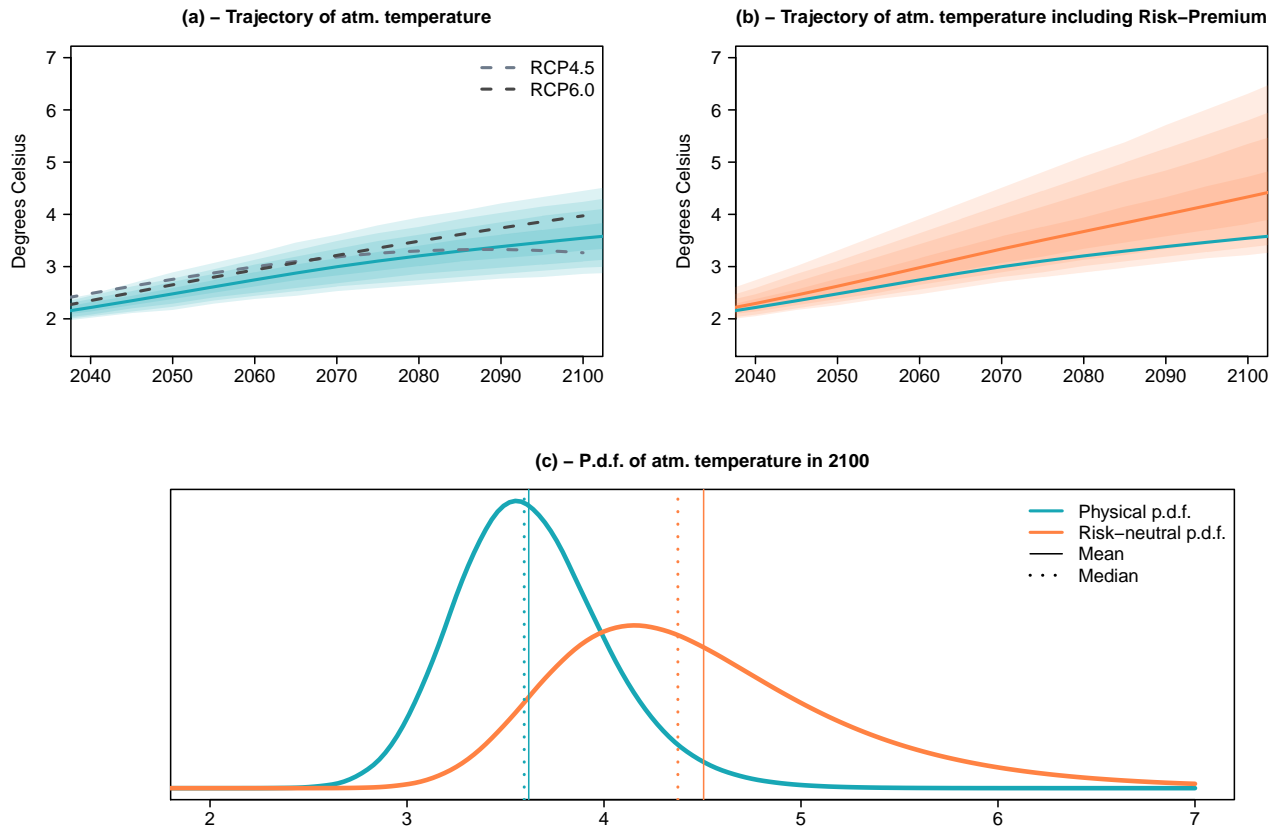 (a) – Trajectory of atm. temperature
Degrees Celsius
7
6
5
4
3
2
2040 2050 2060 2070 2080 2090 2100
RCP4.5
RCP6.0
(b) – Trajectory of atm. temperature including Risk–Premium
Degrees Celsius
7
6
5
4
3
2
2040 2050 2060 2070 2080 2090 2100
(c) – P.d.f. of atm. temperature in 2100
Physical p.d.f.
Risk–neutral p.d.f.
Mean
Median
2 3 4 5 6 7